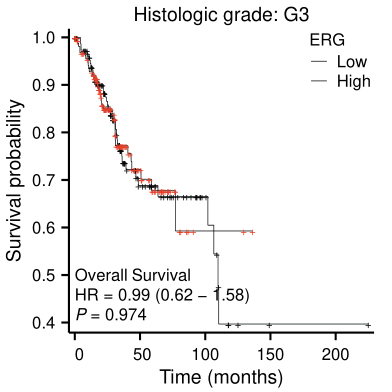 Histologic grade: G3
ERG
Low
High
Survival probability
1.0
0.9
0.8
0.7
0.6
0.5
0.4
Overall Survival
HR = 0.99 (0.62 – 1.58)
P = 0.974
0 50 100 150 200
Time (months)